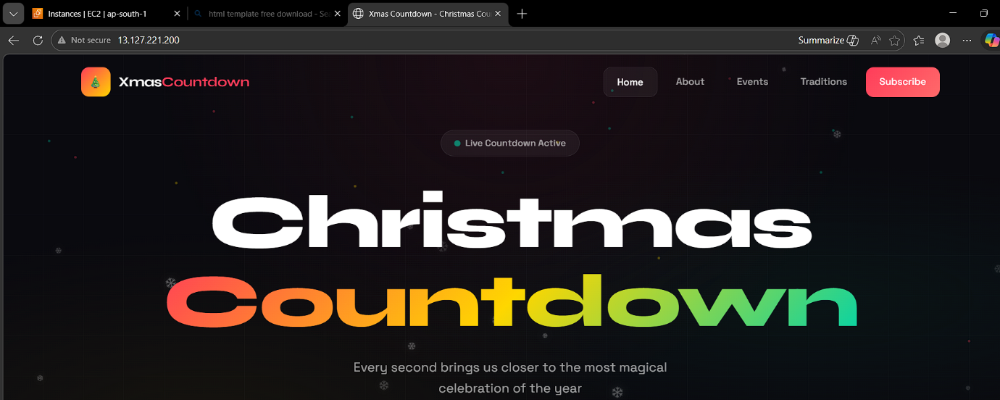 Instances | EC2 | ap-south-1
html template free download - Sea
Xmas Countdown - Christmas Cou
Not secure 13.127.221.200
Summarize
XmasCountdown
Home About Events Traditions Subscribe
Live Countdown Active
Christmas
Countdown
Every second brings us closer to the most magical
celebration of the year